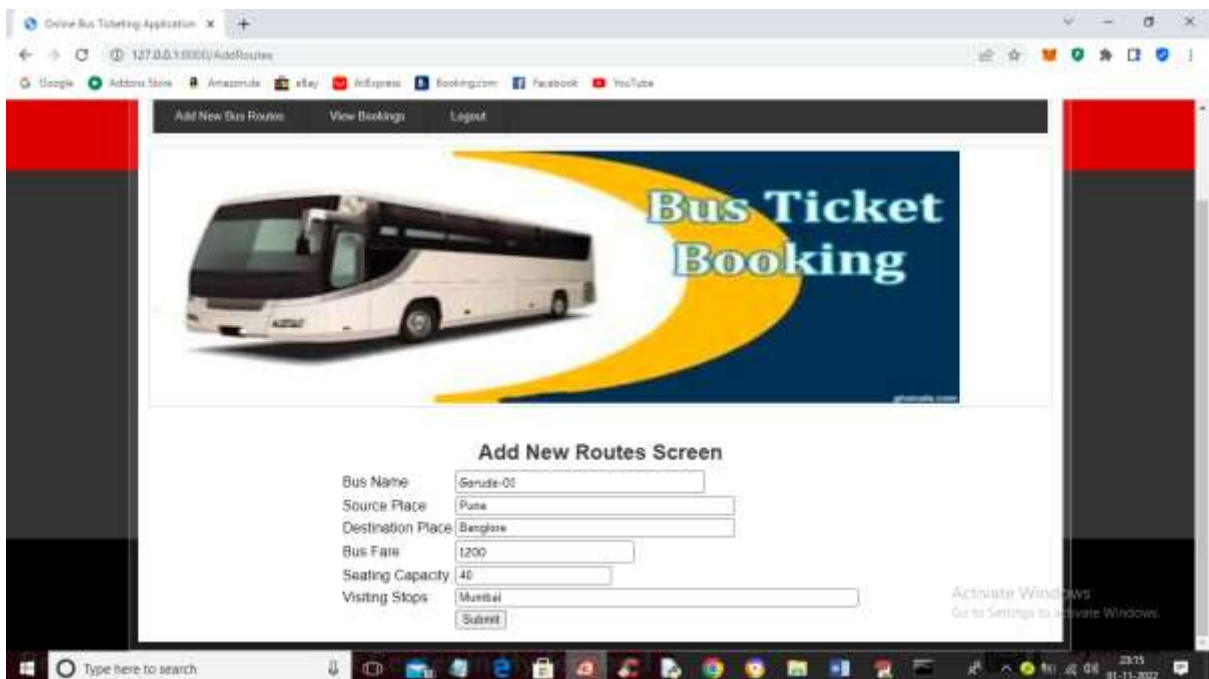 Online Bus Ticketing Application
127.0.0.1:8000/AddRoutes
Google Addons Store Amazon.de eBay AliExpress Booking.com Facebook YouTube
Add New Bus Routes View Bookings Logout
Bus Ticket
Booking
Add New Routes Screen
Bus Name
Source Place Pune
Destination Place Banglore
Bus Fare 1200
Seating Capacity 40
Visiting Stops Mumbai
Submit
Activate Windows
Go to Settings to activate Windows.
Type here to search
23:15
01-11-2022